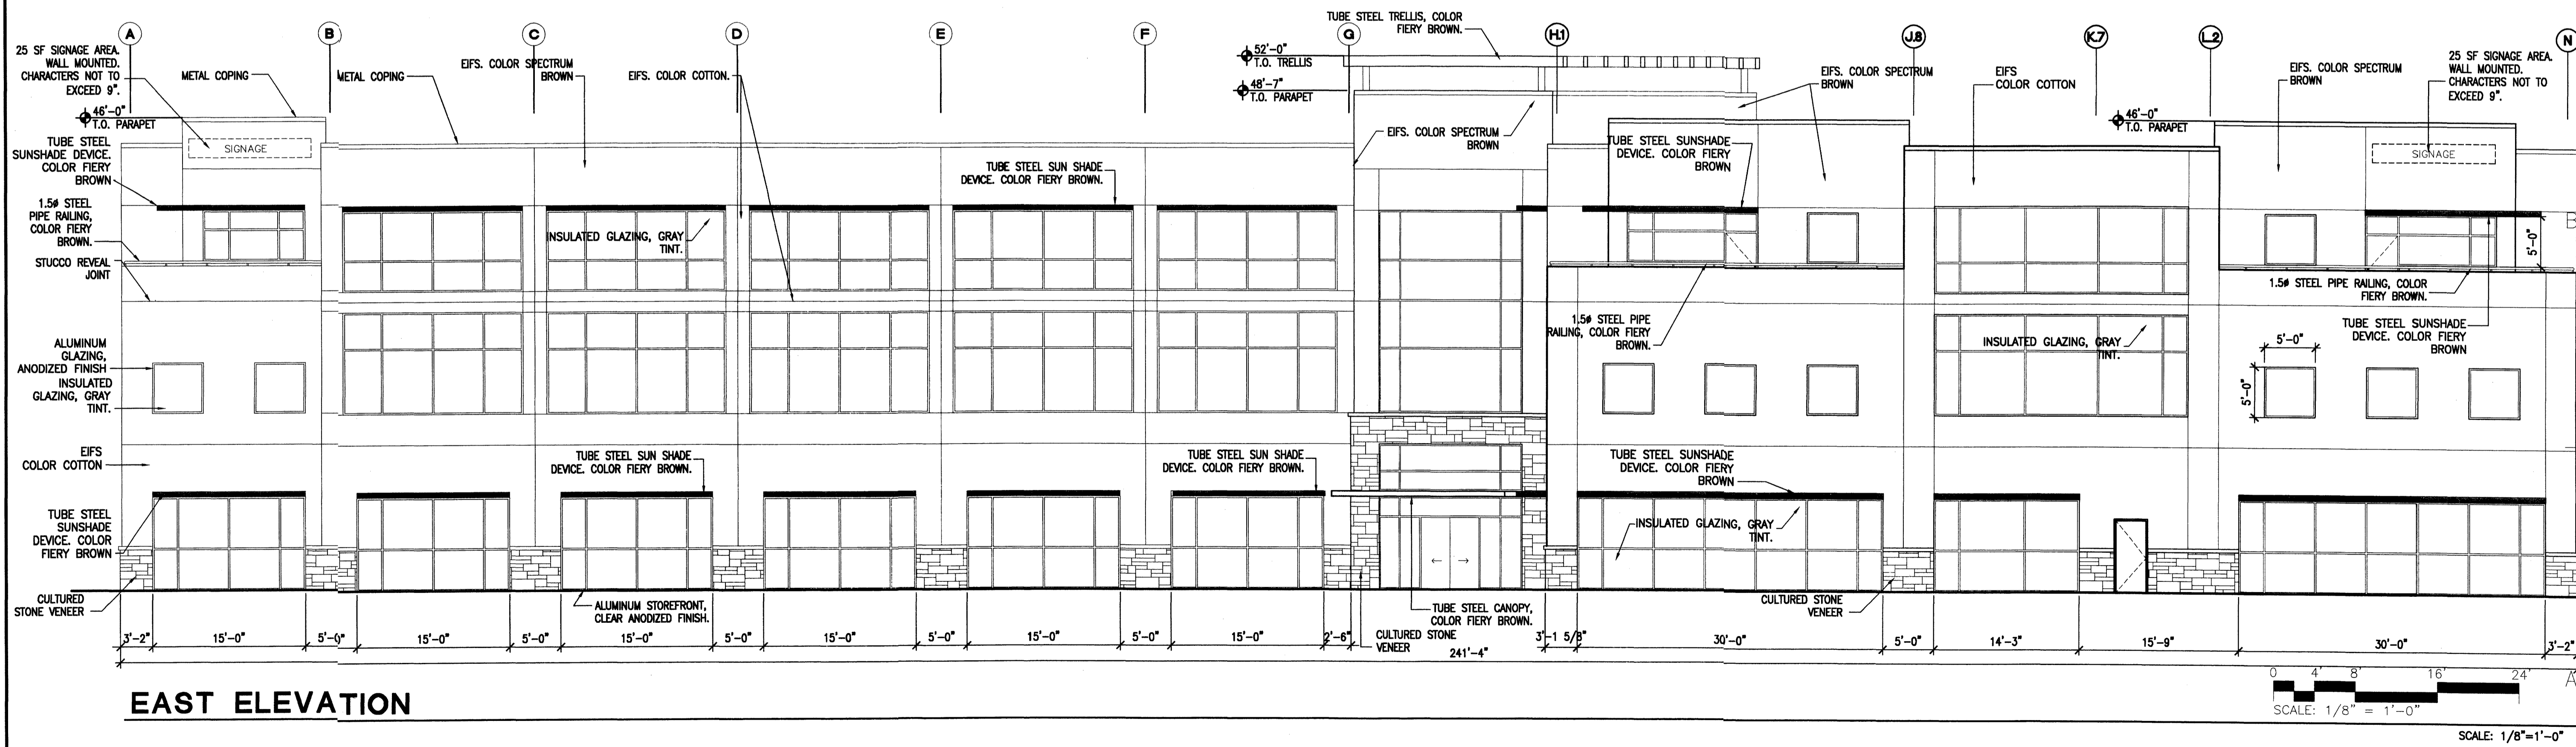 A
B
C
D
E
F
G
H.1
J.8
K.7
L.2
N
25 SF SIGNAGE AREA.
WALL MOUNTED.
CHARACTERS NOT TO
EXCEED 9".
METAL COPING
METAL COPING
EIFS. COLOR SPECTRUM
BROWN
EIFS. COLOR COTTON.
TUBE STEEL TRELLIS, COLOR
FIERY BROWN.
52'-0"
T.O. TRELLIS
48'-7"
T.O. PARAPET
EIFS. COLOR SPECTRUM
BROWN
EIFS
COLOR COTTON
EIFS. COLOR SPECTRUM
BROWN
25 SF SIGNAGE AREA.
WALL MOUNTED.
CHARACTERS NOT TO
EXCEED 9".
46'-0"
T.O. PARAPET
46'-0"
T.O. PARAPET
SIGNAGE
EIFS. COLOR SPECTRUM
BROWN
TUBE STEEL SUNSHADE
DEVICE. COLOR FIERY
BROWN
SIGNAGE
TUBE STEEL
SUNSHADE DEVICE.
COLOR FIERY
BROWN
TUBE STEEL SUN SHADE
DEVICE. COLOR FIERY BROWN.
1.5ø STEEL
PIPE RAILING,
COLOR FIERY
BROWN.
INSULATED GLAZING, GRAY
TINT.
B
5'-0"
STUCCO REVEAL
JOINT
1.5ø STEEL PIPE RAILING, COLOR
FIERY BROWN.
1.5ø STEEL PIPE
RAILING, COLOR FIERY
BROWN.
TUBE STEEL SUNSHADE
DEVICE. COLOR FIERY
BROWN
INSULATED GLAZING, GRAY
TINT.
5'-0"
5'-0"
ALUMINUM
GLAZING,
ANODIZED FINISH
INSULATED
GLAZING, GRAY
TINT.
EIFS
COLOR COTTON
TUBE STEEL SUN SHADE
DEVICE. COLOR FIERY BROWN.
TUBE STEEL SUN SHADE
DEVICE. COLOR FIERY BROWN.
TUBE STEEL SUNSHADE
DEVICE. COLOR FIERY
BROWN
TUBE STEEL
SUNSHADE
DEVICE. COLOR
FIERY BROWN
INSULATED GLAZING, GRAY
TINT.
CULTURED
STONE VENEER
ALUMINUM STOREFRONT,
CLEAR ANODIZED FINISH.
TUBE STEEL CANOPY,
COLOR FIERY BROWN.
CULTURED STONE
VENEER
CULTURED STONE
VENEER
3'-2"
15'-0"
5'-0"
15'-0"
5'-0"
15'-0"
5'-0"
15'-0"
5'-0"
15'-0"
5'-0"
15'-0"
2'-6"
3'-1 5/8"
30'-0"
5'-0"
14'-3"
15'-9"
30'-0"
3'-2"
241'-4"
EAST ELEVATION
0 4' 8' 16' 24'
A
SCALE: 1/8" = 1'-0"
SCALE: 1/8"=1'-0"